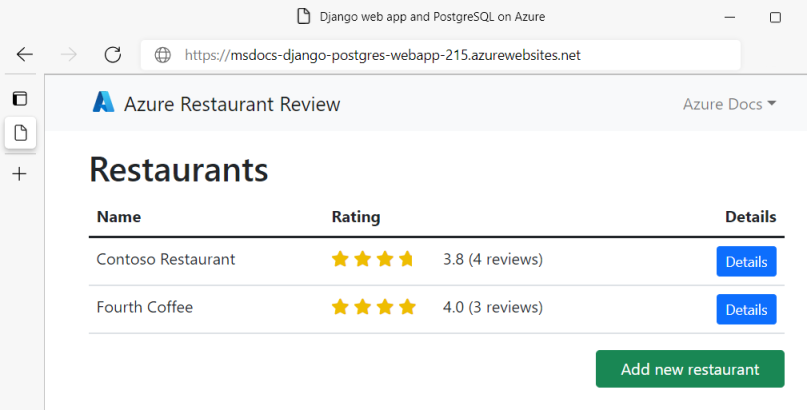 Django web app and PostgreSQL on Azure
https://msdocs-django-postgres-webapp-215.azurewebsites.net
Azure Restaurant Review Azure Docs
Restaurants
Name Rating Details
Contoso Restaurant 3.8 (4 reviews) Details
Fourth Coffee 4.0 (3 reviews) Details
Add new restaurant